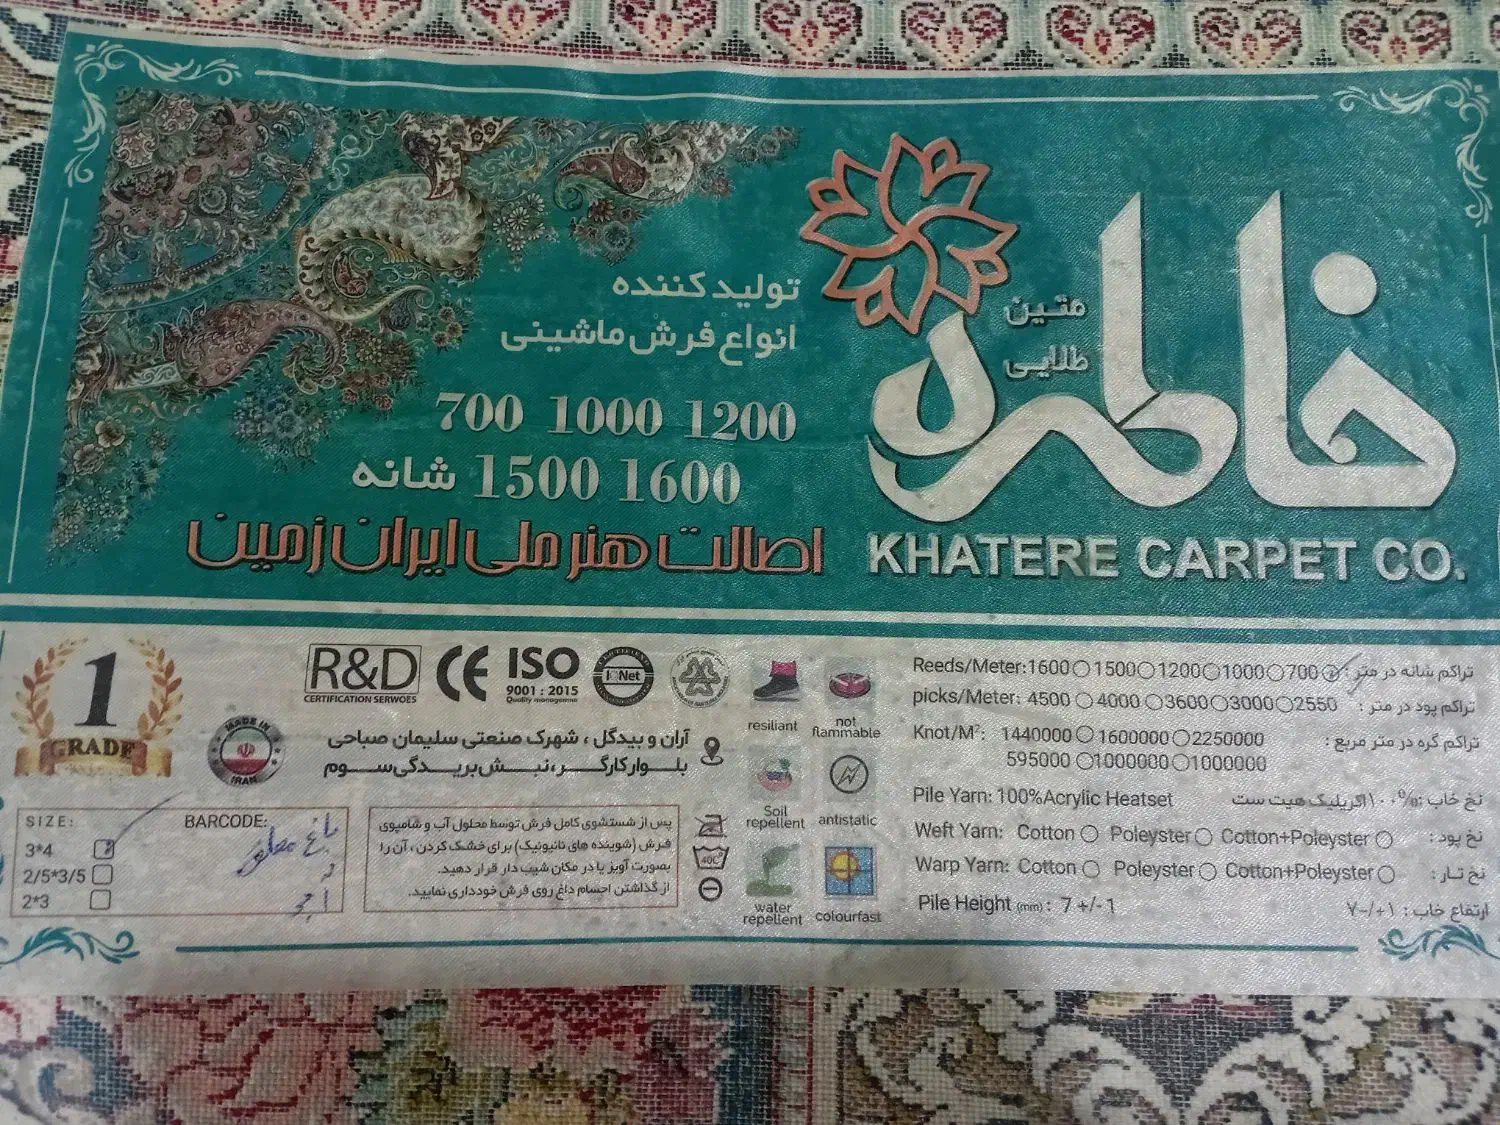 خاطره
متین
طلایی
KHATERE CARPET CO.
تولید کننده
انواع فرش ماشینی
700 1000 1200
1500 1600 شانه
اصالت هنر ملی ایران زمین
1
GRADE
MADE IN
IRAN
R&D
CERTIFICATION SERWOES
CE
ISO
9001 : 2015
CERTIFIED
IQNet
آران و بیدگل ، شهرک صنعتی سلیمان صباحی
بلوار کارگر، نبش بریدگی سوم
SIZE:
3*4
2/5*3/5
2*3
BARCODE:
باغ معلق
پس از شستشوی کامل فرش توسط محلول آب و شامپوی
فرش (شوینده های نانیونیک) برای خشک کردن ، آن را
بصورت آویز یا در مکان شیب دار قرار دهید.
از گذاشتن اجسام داغ روی فرش خودداری نمایید.
40C°
resiliant
not
flammable
Soil
repellent
antistatic
water
repellent
colourfast
Reeds/Meter:1600 1500 1200 1000 700 تراکم شانه در متر :
picks/Meter: 4500 4000 3600 3000 2550 تراکم پود در متر :
Knot/M²: 1440000 1600000 2250000 تراکم گره در متر مربع :
595000 1000000 1000000
Pile Yarn: 100%Acrylic Heatset نخ خاب : ۱۰۰% اکریلیک هیت ست
Weft Yarn: Cotton Poleyster Cotton+Poleyster نخ پود :
Warp Yarn: Cotton Poleyster Cotton+Poleyster نخ تار :
Pile Height (mm) : 7 +/- 1 ارتفاع خاب : ۱+/-۷